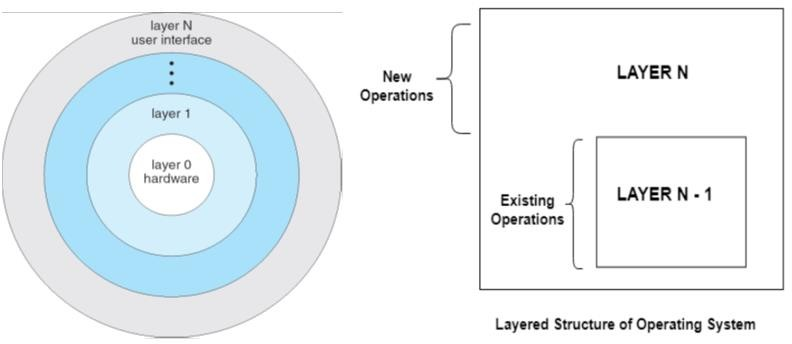 layer N
user interface
layer 1
layer 0
hardware
New
Operations
LAYER N
Existing
Operations
LAYER N - 1
Layered Structure of Operating System